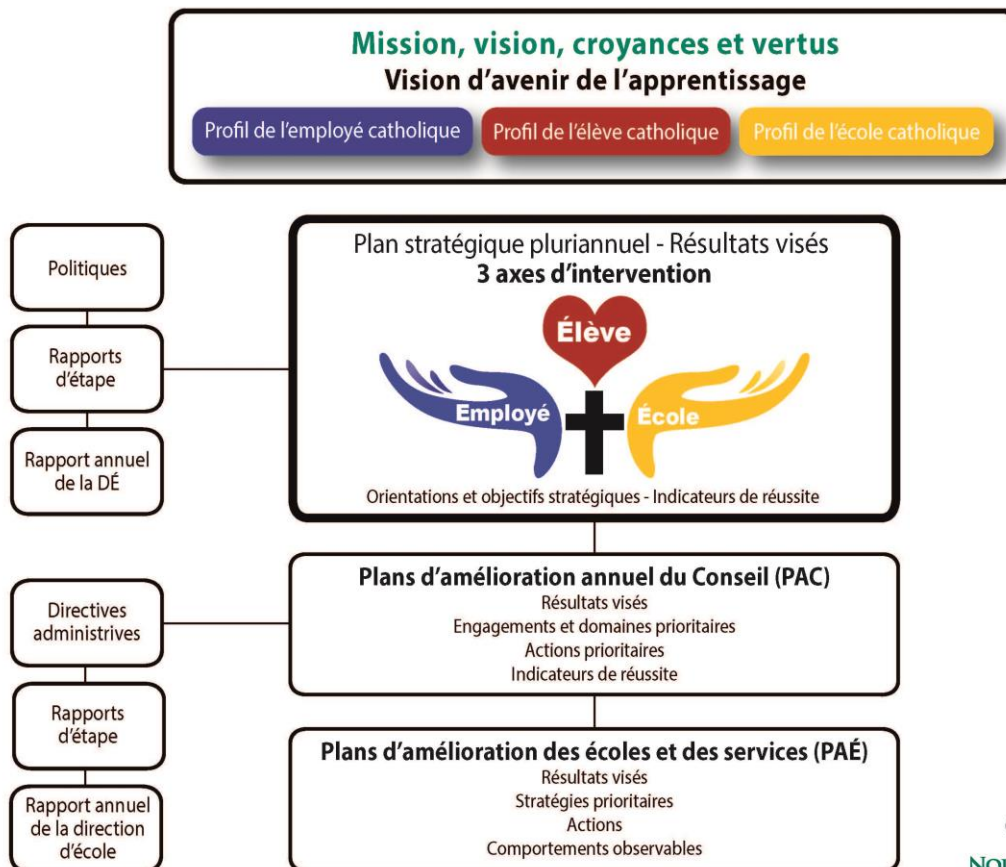 Mission, vision, croyances et vertus
Vision d’avenir de l’apprentissage
Profil de l’employé catholique
Profil de l’élève catholique
Profil de l’école catholique
Politiques
Rapports
d’étape
Rapport annuel
de la DÉ
Plan stratégique pluriannuel - Résultats visés
3 axes d’intervention
Élève
Employé
École
Orientations et objectifs stratégiques - Indicateurs de réussite
Directives
administrives
Rapports
d’étape
Rapport annuel
de la direction
d’école
Plans d’amélioration annuel du Conseil (PAC)
Résultats visés
Engagements et domaines prioritaires
Actions prioritaires
Indicateurs de réussite
Plans d’amélioration des écoles et des services (PAÉ)
Résultats visés
Stratégies prioritaires
Actions
Comportements observables